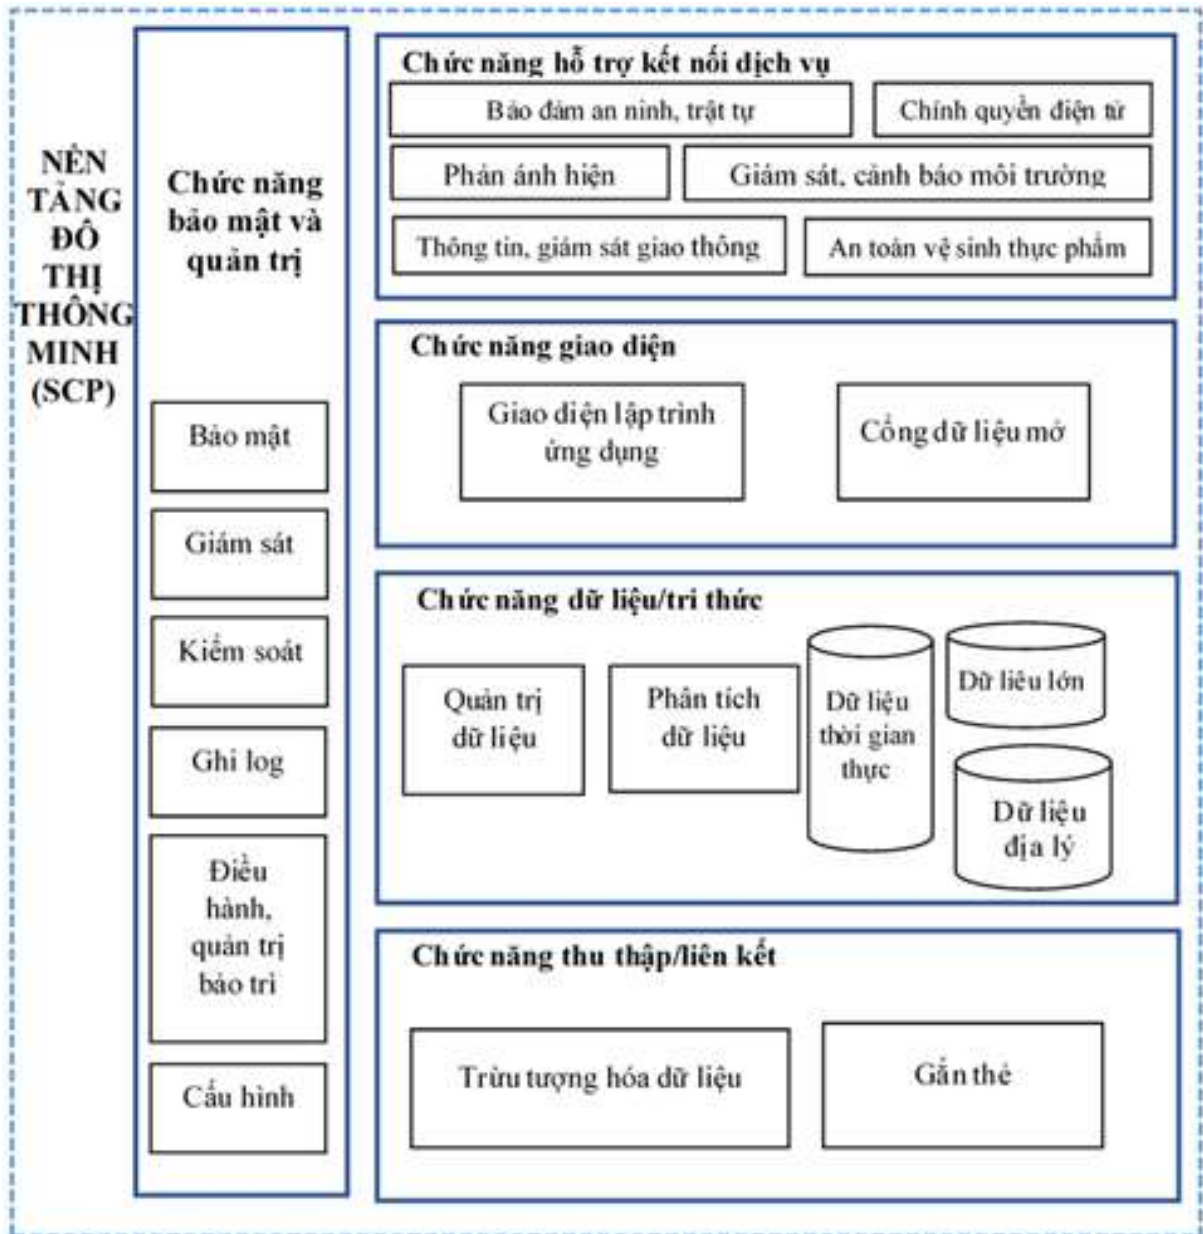 NỀN
TẢNG
ĐÔ
THỊ
THÔNG
MINH
(SCP)
Chức năng
bảo mật và
quản trị
Bảo mật
Giám sát
Kiểm soát
Ghi log
Điều
hành,
quản trị
bảo trì
Cấu hình
Chức năng hỗ trợ kết nối dịch vụ
Bảo đảm an ninh, trật tự
Chính quyền điện tử
Phản ánh hiện
Giám sát, cảnh báo môi trường
Thông tin, giám sát giao thông
An toàn vệ sinh thực phẩm
Chức năng giao diện
Giao diện lập trình
ứng dụng
Cổng dữ liệu mở
Chức năng dữ liệu/tri thức
Quản trị
dữ liệu
Phân tích
dữ liệu
Dữ liệu
thời gian
thực
Dữ liêu lớn
Dữ liệu
địa lý
Chức năng thu thập/liên kết
Trừu tượng hóa dữ liệu
Gắn thẻ